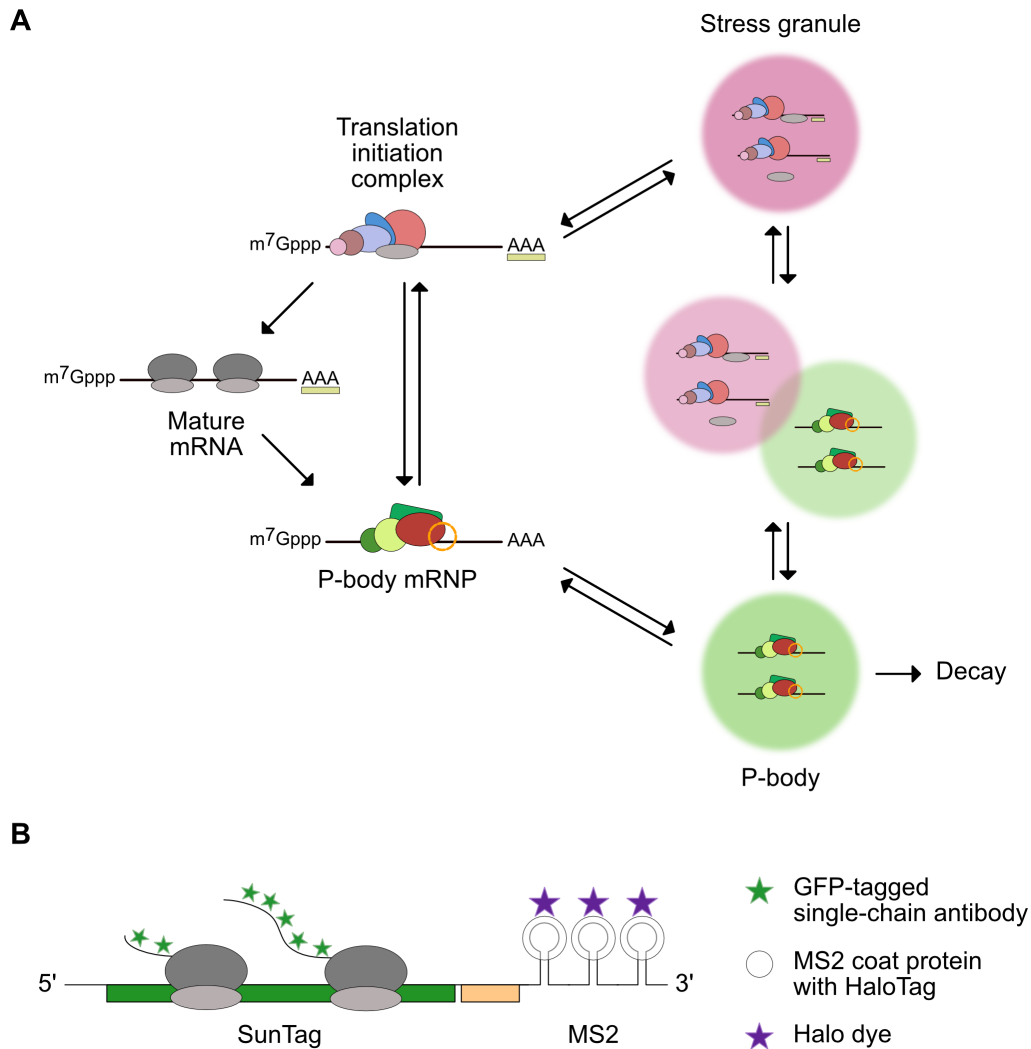 A
Stress granule
Translation
initiation
complex
m7Gppp
AAA
m7Gppp
AAA
Mature
mRNA
m7Gppp
AAA
P-body mRNP
Decay
P-body
B
GFP-tagged
single-chain antibody
5'
3'
MS2 coat protein
with HaloTag
SunTag
MS2
Halo dye